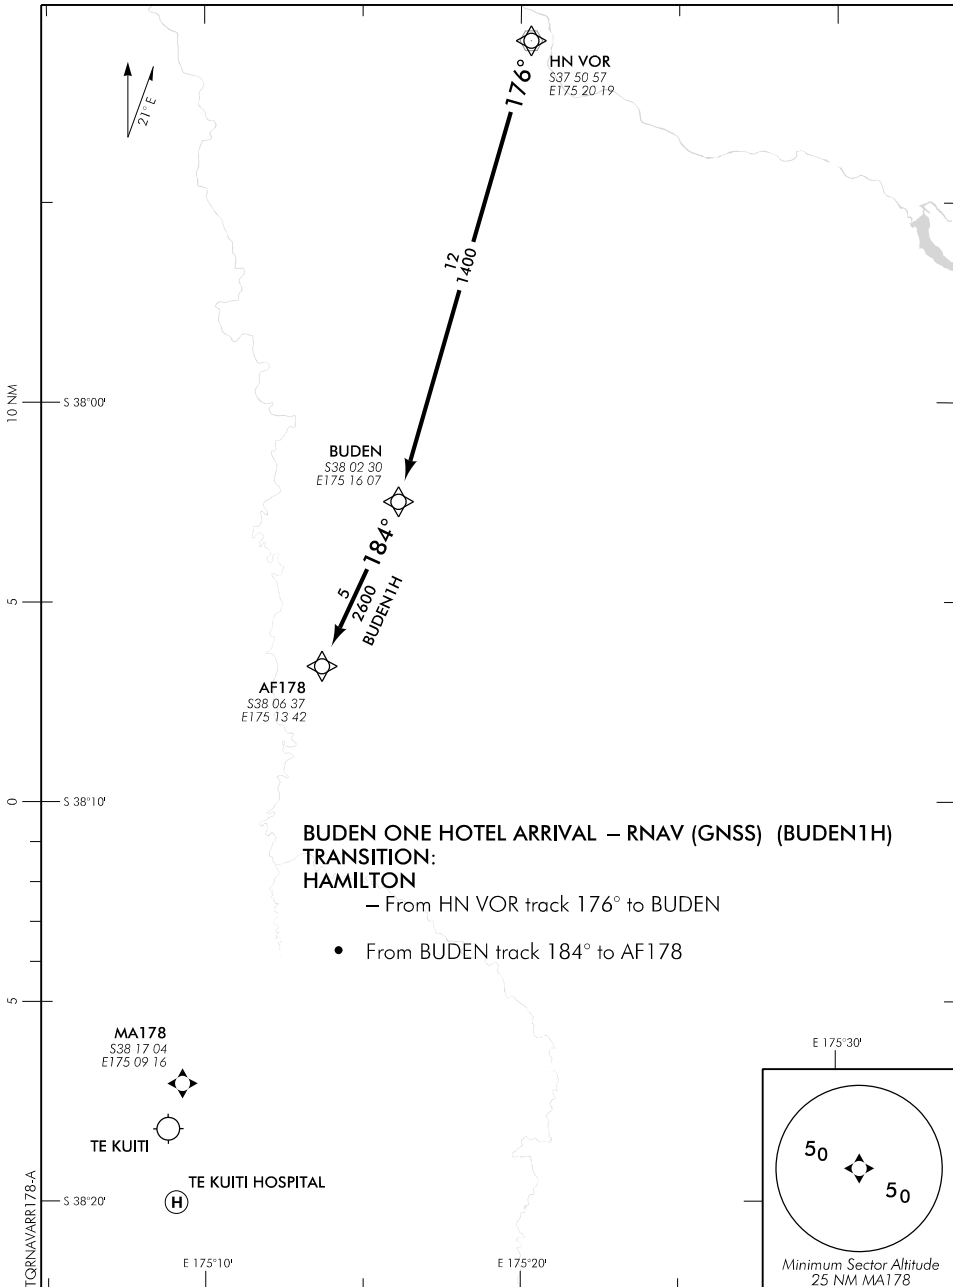 HN VOR
S37 50 57
E175 20 19
176°
21° E
12
1400
10 NM
S 38°00'
BUDEN
S38 02 30
E175 16 07
184°
5
2600
BUDEN1H
5
AF178
S38 06 37
E175 13 42
0
S 38°10'
BUDEN ONE HOTEL ARRIVAL – RNAV (GNSS) (BUDEN1H)
TRANSITION:
HAMILTON
– From HN VOR track 176° to BUDEN
• From BUDEN track 184° to AF178
5
MA178
S38 17 04
E175 09 16
E 175°30'
TE KUITI
TE KUITI HOSPITAL
H
S 38°20'
50
50
E 175°10'
E 175°20'
Minimum Sector Altitude
25 NM MA178
TQRNAVARR178-A